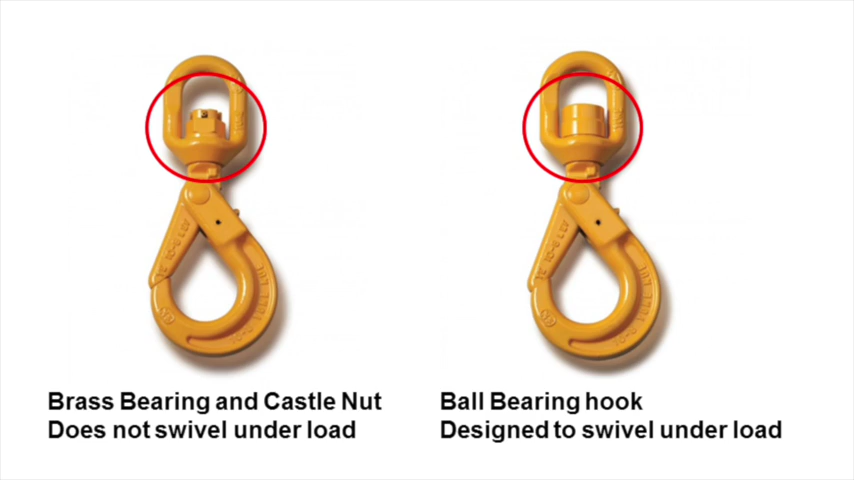 Brass Bearing and Castle Nut
Does not swivel under load
Ball Bearing hook
Designed to swivel under load